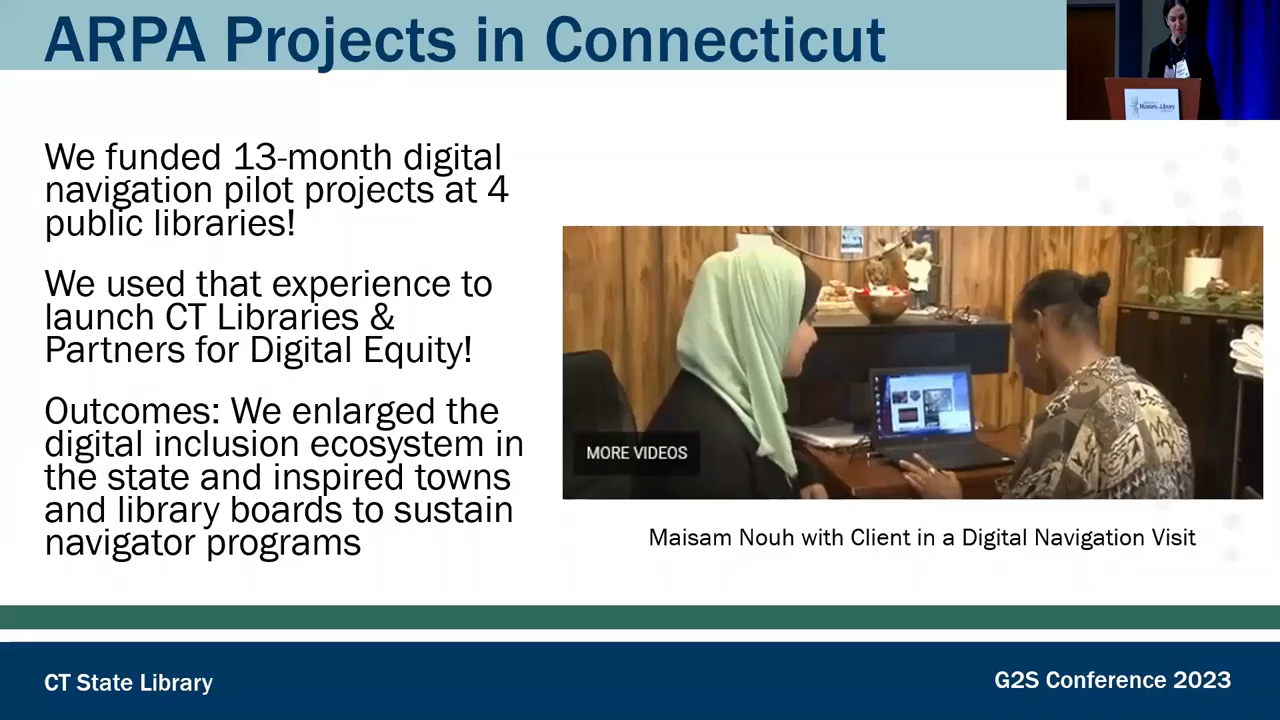 ARPA Projects in Connecticut
Museum and Library
We funded 13-month digital
navigation pilot projects at 4
public libraries!
We used that experience to
launch CT Libraries &
Partners for Digital Equity!
Outcomes: We enlarged the
digital inclusion ecosystem in
the state and inspired towns
and library boards to sustain
navigator programs
MORE VIDEOS
Maisam Nouh with Client in a Digital Navigation Visit
CT State Library
G2S Conference 2023